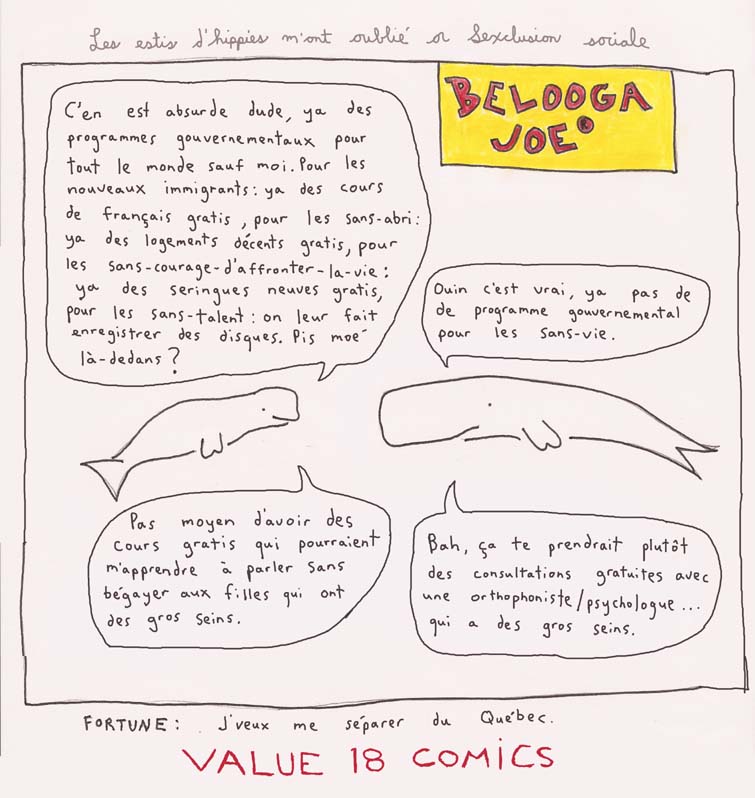 Les estis d'hippies m'ont oublié or Sexclusion sociale
BELOOGA
JOE®
C'en est absurde dude, ya des
programmes gouvernementaux pour
tout le monde sauf moi. Pour les
nouveaux immigrants: ya des cours
de français gratis, pour les sans-abri:
ya des logements décents gratis, pour
les sans-courage-d'affronter-la-vie:
ya des seringues neuves gratis,
pour les sans-talent: on leur fait
enregistrer des disques. Pis moé
là-dedans?
Ouin c'est vrai, ya pas de
de programme gouvernemental
pour les sans-vie.
Pas moyen d'avoir des
cours gratis qui pourraient
m'apprendre à parler sans
bégayer aux filles qui ont
des gros seins.
Bah, ça te prendrait plutôt
des consultations gratuites avec
une orthophoniste/psychologue...
qui a des gros seins.
FORTUNE: J'veux me séparer du Québec.
VALUE 18 COMICS